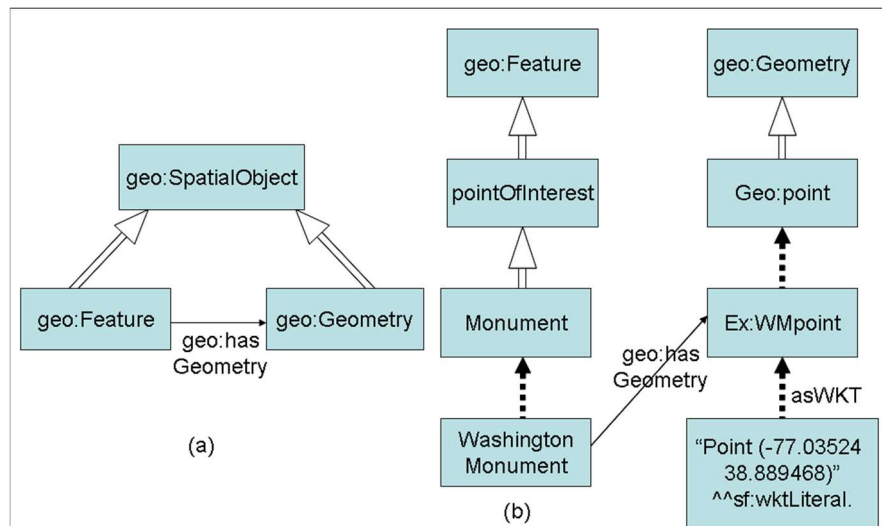 geo:SpatialObject
geo:Feature
geo:has
Geometry
geo:Geometry
(a)
geo:Feature
geo:Geometry
pointOfInterest
Geo:point
Monument
Ex:WMpoint
geo:has
Geometry
asWKT
Washington
Monument
“Point (-77.03524
38.889468)”
^^sf:wktLiteral.
(b)